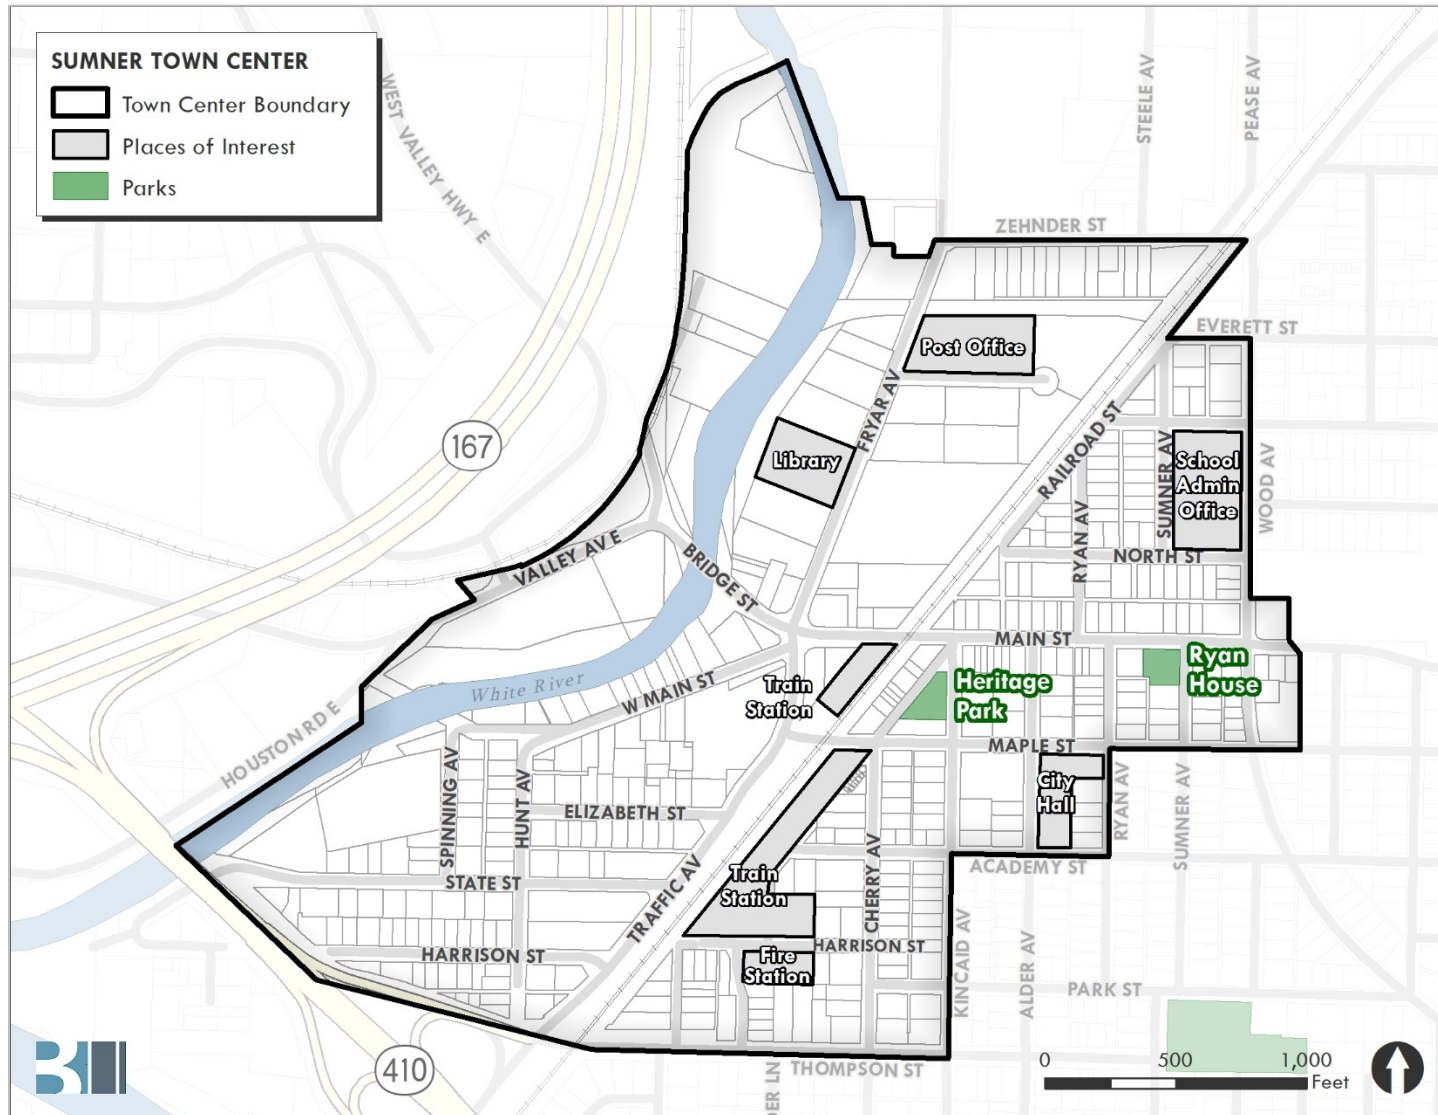 SUMNER TOWN CENTER
Town Center Boundary
Places of Interest
Parks
WEST VALLEY HWY E
STEELE AV
PEASE AV
ZEHNDER ST
EVERETT ST
Post Office
FRYAR AV
167
Library
RAILROAD ST
SUMNER AV
School
Admin
Office
WOOD AV
RYAN AV
NORTH ST
VALLEY AV E
BRIDGE ST
MAIN ST
Train
Station
Heritage
Park
Ryan
House
White River
W MAIN ST
HOUSTON RD E
MAPLE ST
SPINNING AV
HUNT AV
ELIZABETH ST
City
Hall
RYAN AV
SUMNER AV
STATE ST
TRAFFIC AV
Train
Station
CHERRY AV
ACADEMY ST
HARRISON ST
HARRISON ST
Fire
Station
KINCAID AV
ALDER AV
PARK ST
410
DER LN
THOMPSON ST
0 500 1,000
Feet